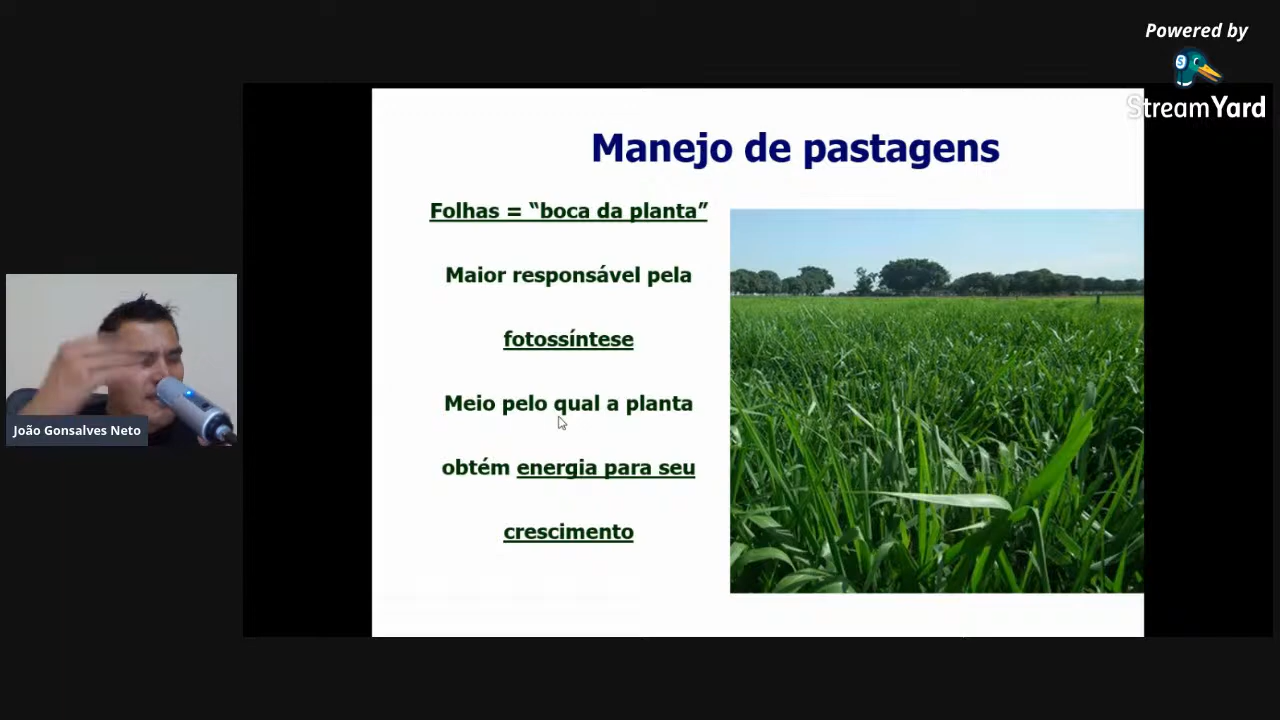 Powered by
StreamYard
Manejo de pastagens
Folhas = “boca da planta”
Maior responsável pela
fotossíntese
Meio pelo qual a planta
obtém energia para seu
crescimento
João Gonsalves Neto